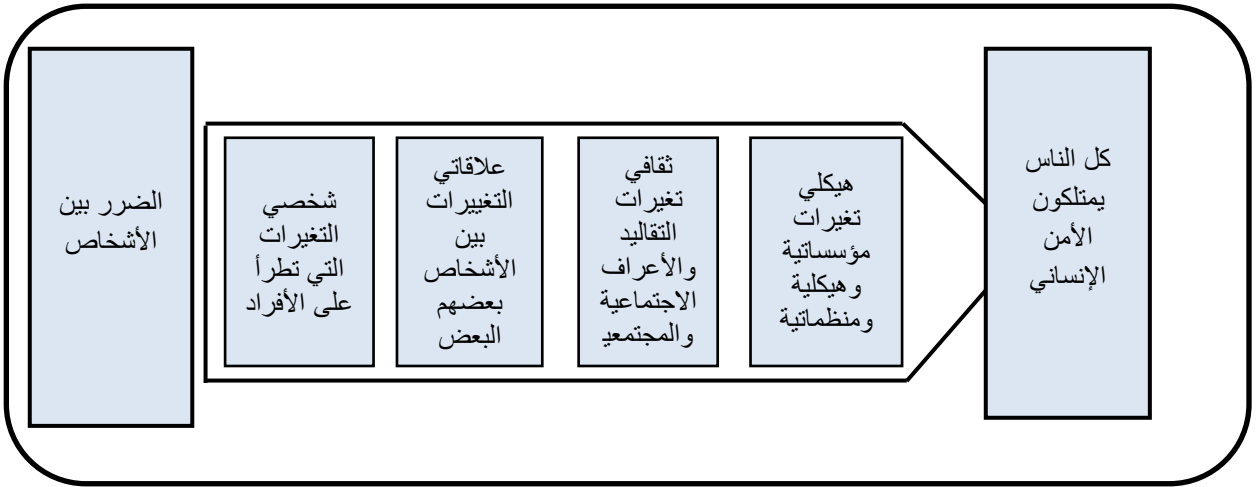 الضرر بين
الأشخاص
شخصي
التغيرات
التي تطرأ
على الأفراد
علاقاتي
التغييرات
بين
الأشخاص
بعضهم
البعض
ثقافي
تغيرات
التقاليد
والأعراف
الاجتماعية
والمجتمعيـ
هيكلي
تغيرات
مؤسساتية
وهيكلية
ومنظماتية
كل الناس
يمتلكون
الأمن
الإنساني